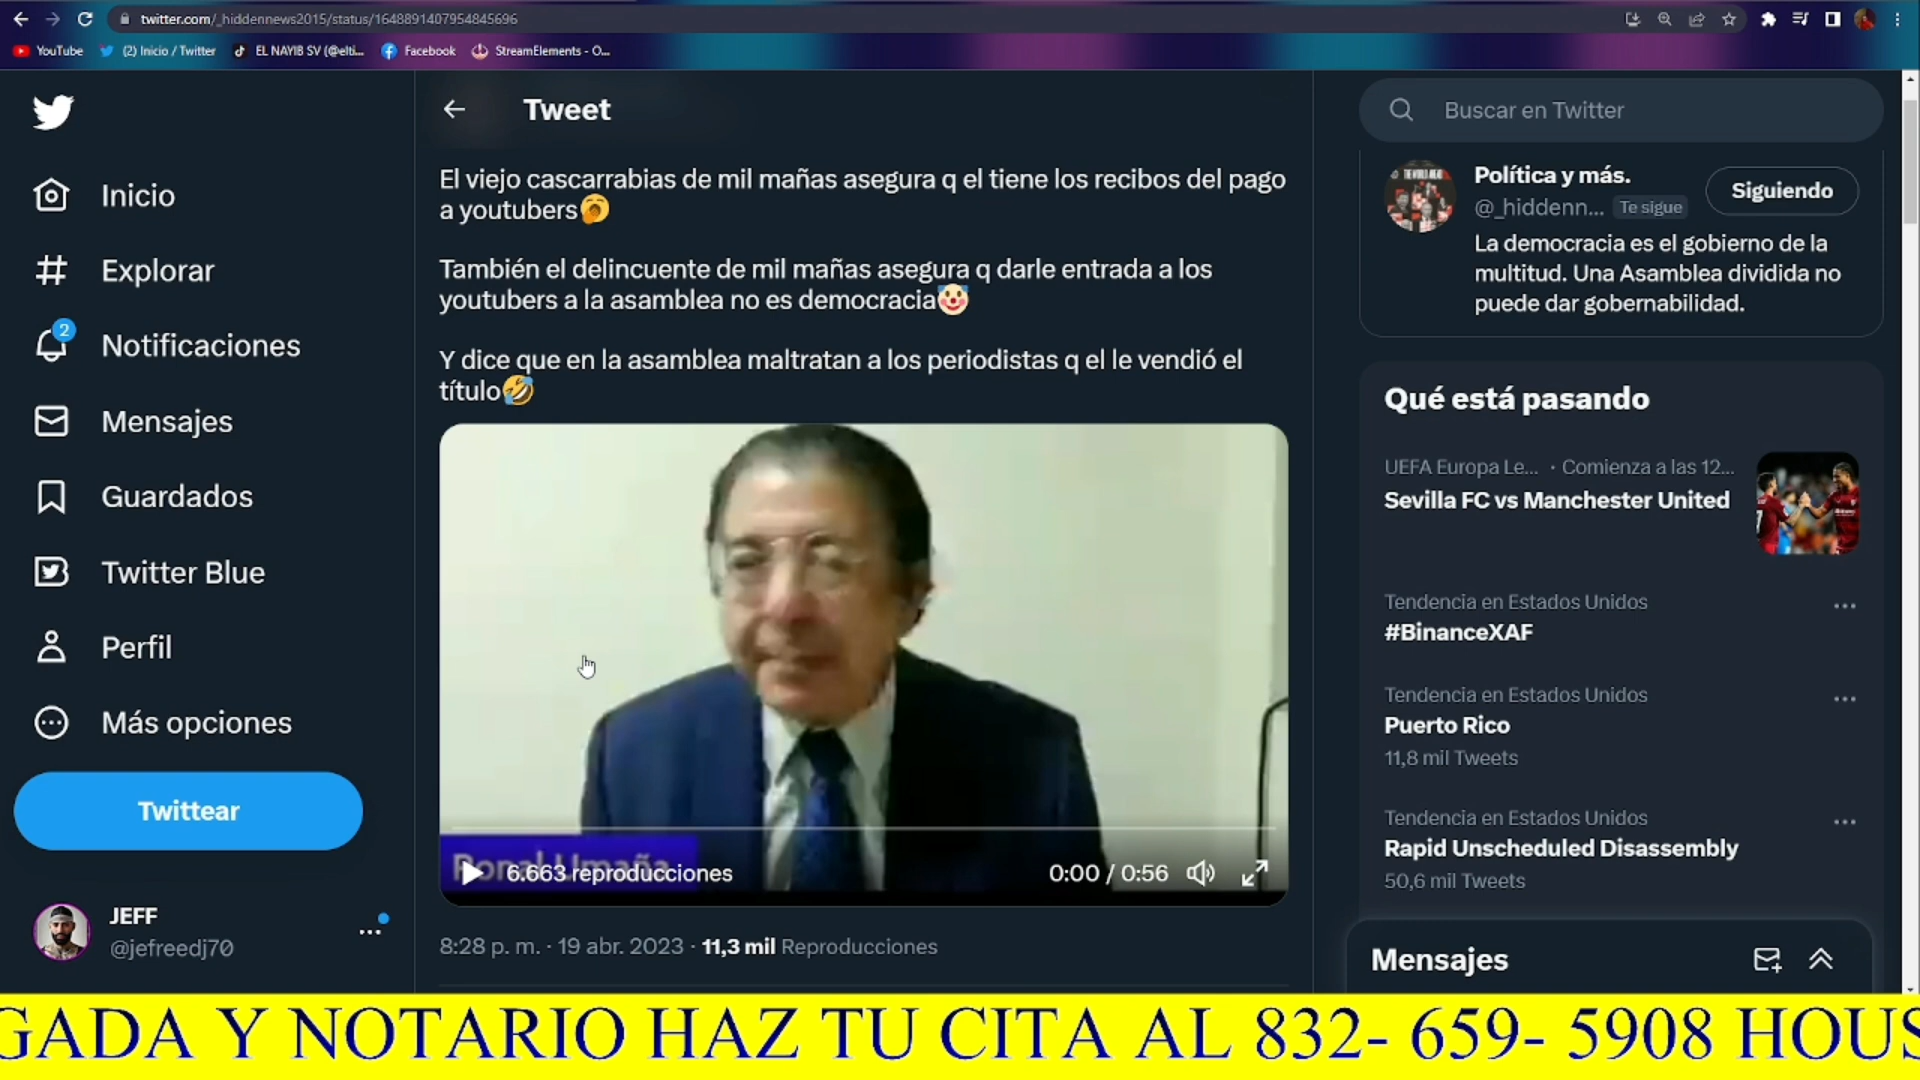 twitter.com/_hiddennews2015/status/1648891407954845696
YouTube
(2) Inicio / Twitter
EL NAYIB SV (@elti...
Facebook
StreamElements - O...
Inicio
Explorar
2
Notificaciones
Mensajes
Guardados
Twitter Blue
Perfil
Más opciones
Twittear
JEFF
@jefreedj70
Tweet
El viejo cascarrabias de mil mañas asegura q el tiene los recibos del pago
a youtubers
También el delincuente de mil mañas asegura q darle entrada a los
youtubers a la asamblea no es democracia
Y dice que en la asamblea maltratan a los periodistas q el le vendió el
título
Ronal Umaña
6.663 reproducciones
0:00 / 0:56
8:28 p. m. · 19 abr. 2023 · 11,3 mil Reproducciones
Buscar en Twitter
Política y más.
@_hiddenn... Te sigue
Siguiendo
La democracia es el gobierno de la
multitud. Una Asamblea dividida no
puede dar gobernabilidad.
Qué está pasando
UEFA Europa Le... · Comienza a las 12...
Sevilla FC vs Manchester United
Tendencia en Estados Unidos
#BinanceXAF
Tendencia en Estados Unidos
Puerto Rico
11,8 mil Tweets
Tendencia en Estados Unidos
Rapid Unscheduled Disassembly
50,6 mil Tweets
Mensajes
GADA Y NOTARIO HAZ TU CITA AL 832- 659- 5908 HOUS